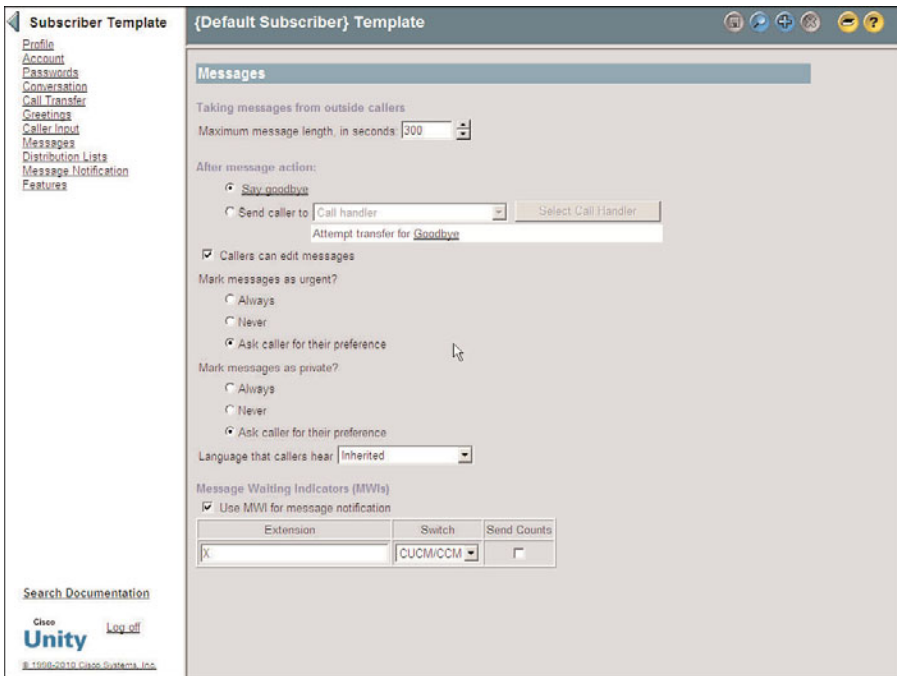 Subscriber Template
Profile
Account
Passwords
Conversation
Call Transfer
Greetings
Caller Input
Messages
Distribution Lists
Message Notification
Features
Search Documentation
Cisco
Unity
Log off
© 1998-2010 Cisco Systems, Inc.
{Default Subscriber} Template
?
Messages
Taking messages from outside callers
Maximum message length, in seconds: 300
After message action:
Say goodbye
Send caller to Call handler Select Call Handler
Attempt transfer for Goodbye
Callers can edit messages
Mark messages as urgent?
Always
Never
Ask caller for their preference
Mark messages as private?
Always
Never
Ask caller for their preference
Language that callers hear Inherited
Message Waiting Indicators (MWIs)
Use MWI for message notification
Extension Switch Send Counts
X CUCM/CCM